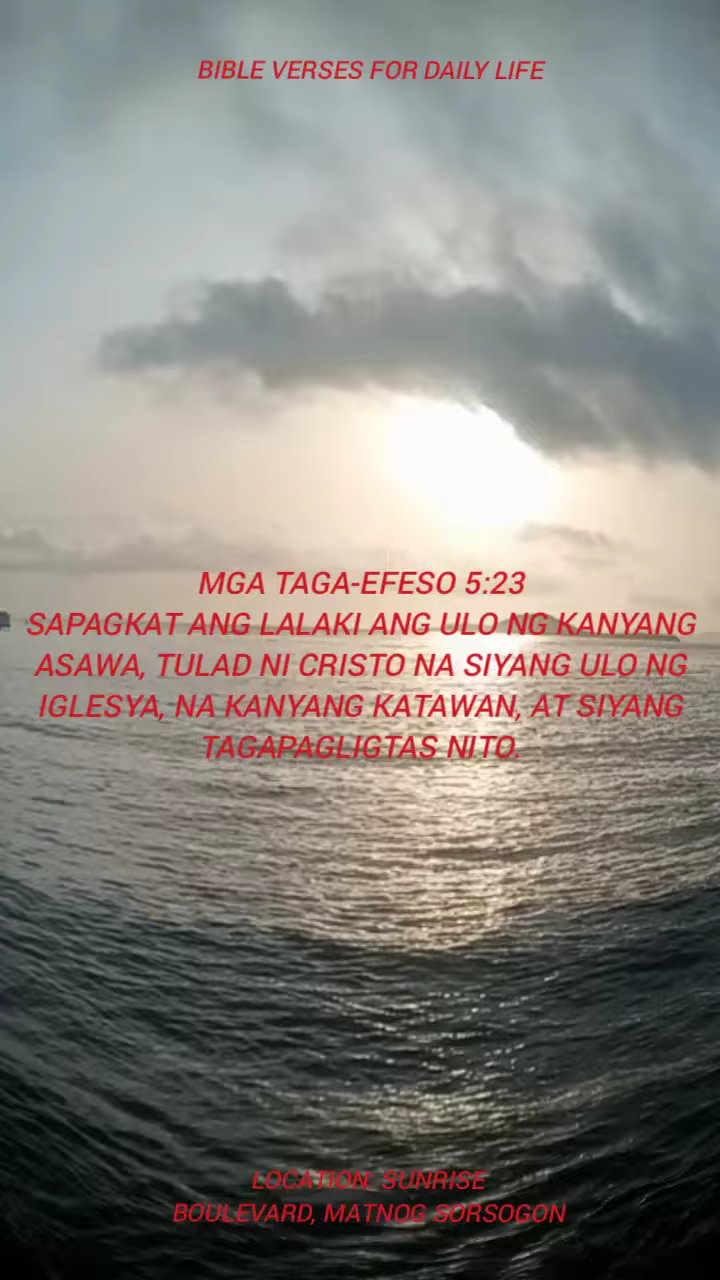 BIBLE VERSES FOR DAILY LIFE
MGA TAGA-EFESO 5:23
SAPAGKAT ANG LALAKI ANG ULO NG KANYANG
ASAWA, TULAD NI CRISTO NA SIYANG ULO NG
IGLESYA, NA KANYANG KATAWAN, AT SIYANG
TAGAPAGLIGTAS NITO.
LOCATION: SUNRISE
BOULEVARD, MATNOG SORSOGON